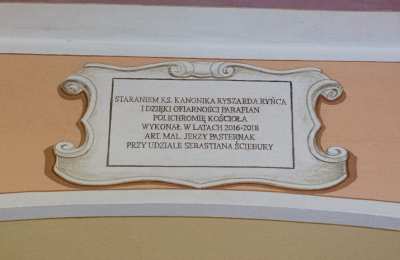 STARANIEM KS. KANONIKA RYSZARDA RYŃCA
I DZIĘKI OFIARNOŚCI PARAFIAN
POLICHROMIĘ KOŚCIOŁA
WYKONAŁ W LATACH 2016-2018
ART. MAL. JERZY PASTERNAK
PRZY UDZIALE SEBASTIANA ŚCIEBURY